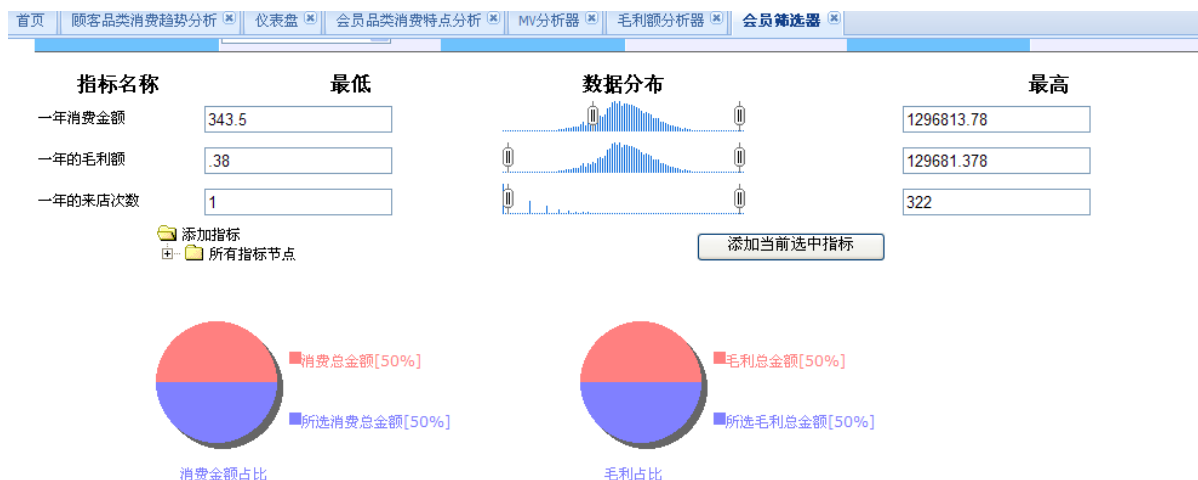 首页 顾客品类消费趋势分析 仪表盘 会员品类消费特点分析 MV分析器 毛利额分析器 会员筛选器
指标名称 最低 数据分布 最高
一年消费金额 343.5 1296813.78
一年的毛利额 .38 129681.378
一年的来店次数 1 322
添加指标
所有指标节点
添加当前选中指标
消费总金额[50%] 毛利总金额[50%]
所选消费总金额[50%] 所选毛利总金额[50%]
消费金额占比 毛利占比